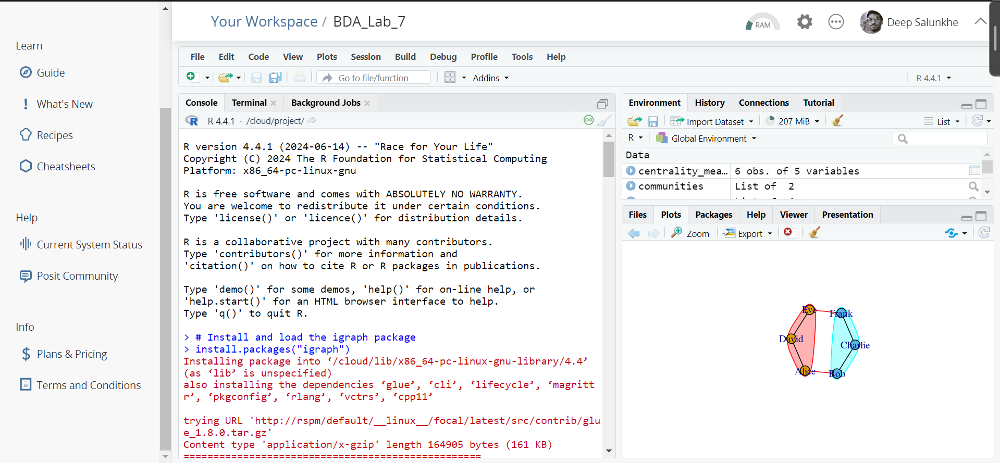 Your Workspace / BDA_Lab_7
RAM
Deep Salunkhe
Learn
Guide
What's New
Recipes
Cheatsheets
Help
Current System Status
Posit Community
Info
Plans & Pricing
Terms and Conditions
File Edit Code View Plots Session Build Debug Profile Tools Help
Go to file/function
Addins
R 4.4.1
Console Terminal Background Jobs
R 4.4.1 · /cloud/project/
R version 4.4.1 (2024-06-14) -- "Race for Your Life"
Copyright (C) 2024 The R Foundation for Statistical Computing
Platform: x86_64-pc-linux-gnu
R is free software and comes with ABSOLUTELY NO WARRANTY.
You are welcome to redistribute it under certain conditions.
Type 'license()' or 'licence()' for distribution details.
R is a collaborative project with many contributors.
Type 'contributors()' for more information and
'citation()' on how to cite R or R packages in publications.
Type 'demo()' for some demos, 'help()' for on-line help, or
'help.start()' for an HTML browser interface to help.
Type 'q()' to quit R.
> # Install and load the igraph package
> install.packages("igraph")
Installing package into ‘/cloud/lib/x86_64-pc-linux-gnu-library/4.4’
(as ‘lib’ is unspecified)
also installing the dependencies ‘glue’, ‘cli’, ‘lifecycle’, ‘magritt
r’, ‘pkgconfig’, ‘rlang’, ‘vctrs’, ‘cpp11’
trying URL 'http://rspm/default/__linux__/focal/latest/src/contrib/glu
e_1.8.0.tar.gz'
Content type 'application/x-gzip' length 164905 bytes (161 KB)
==================================================
Environment History Connections Tutorial
Import Dataset 207 MiB List
R Global Environment
Data
centrality_mea… 6 obs. of 5 variables
communities List of 2
Files Plots Packages Help Viewer Presentation
Zoom Export
Eve
Frank
David
Charlie
Alice
Bob